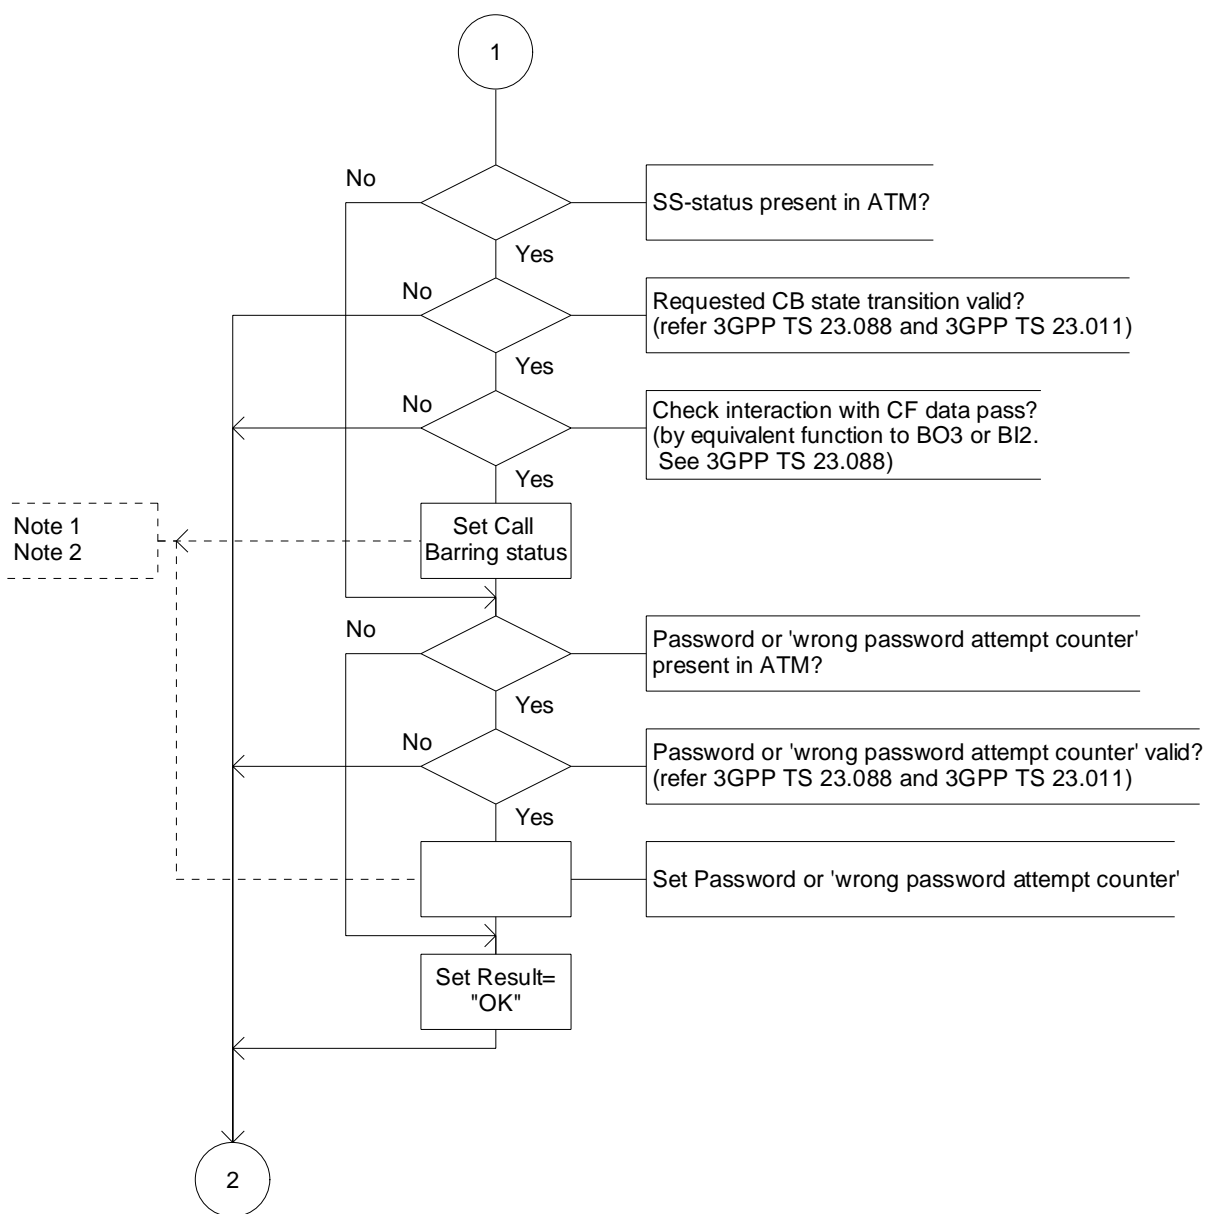 1
No
SS-status present in ATM?
Yes
No
Requested CB state transition valid?
(refer 3GPP TS 23.088 and 3GPP TS 23.011)
Yes
No
Check interaction with CF data pass?
(by equivalent function to BO3 or BI2.
See 3GPP TS 23.088)
Yes
Note 1
Note 2
Set Call
Barring status
No
Password or 'wrong password attempt counter'
present in ATM?
Yes
No
Password or 'wrong password attempt counter' valid?
(refer 3GPP TS 23.088 and 3GPP TS 23.011)
Yes
Set Password or 'wrong password attempt counter'
Set Result=
"OK"
2